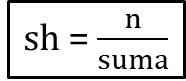 sh = n / suma